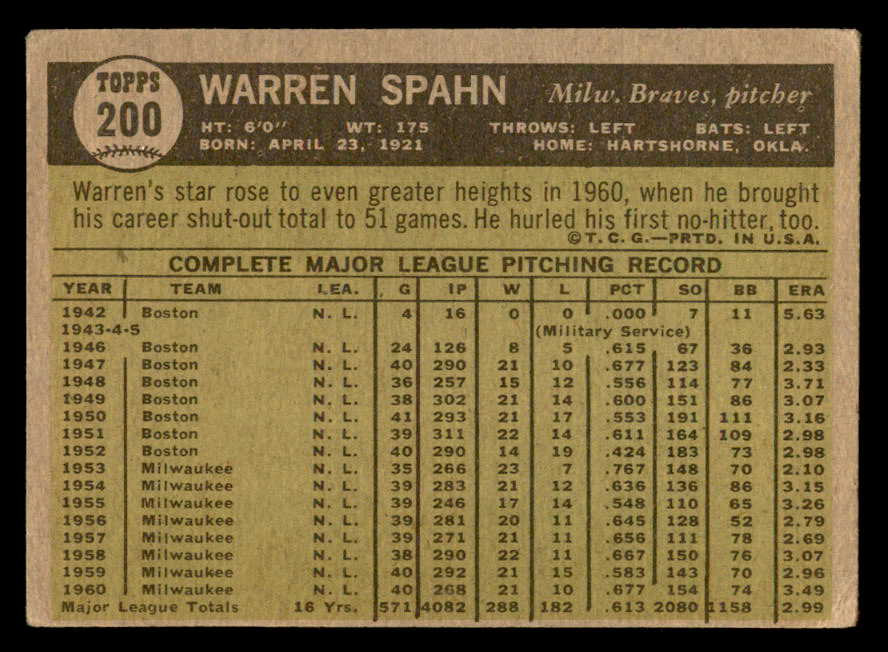 TOPPS
200
WARREN SPAHN Milw. Braves, pitcher
HT: 6'0" WT: 175 THROWS: LEFT BATS: LEFT
BORN: APRIL 23, 1921 HOME: HARTSHORNE, OKLA.
Warren's star rose to even greater heights in 1960, when he brought
his career shut-out total to 51 games. He hurled his first no-hitter, too.
©T.C.G.—PRTD. IN U.S.A.
COMPLETE MAJOR LEAGUE PITCHING RECORD
YEAR TEAM LEA. G IP W L PCT SO BB ERA
1942 Boston N. L. 4 16 0 0 .000 7 11 5.63
1943-4-5 (Military Service)
1946 Boston N. L. 24 126 8 5 .615 67 36 2.93
1947 Boston N. L. 40 290 21 10 .677 123 84 2.33
1948 Boston N. L. 36 257 15 12 .556 114 77 3.71
1949 Boston N. L. 38 302 21 14 .600 151 86 3.07
1950 Boston N. L. 41 293 21 17 .553 191 111 3.16
1951 Boston N. L. 39 311 22 14 .611 164 109 2.98
1952 Boston N. L. 40 290 14 19 .424 183 73 2.98
1953 Milwaukee N. L. 35 266 23 7 .767 148 70 2.10
1954 Milwaukee N. L. 39 283 21 12 .636 136 86 3.15
1955 Milwaukee N. L. 39 246 17 14 .548 110 65 3.26
1956 Milwaukee N. L. 39 281 20 11 .645 128 52 2.79
1957 Milwaukee N. L. 39 271 21 11 .656 111 78 2.69
1958 Milwaukee N. L. 38 290 22 11 .667 150 76 3.07
1959 Milwaukee N. L. 40 292 21 15 .583 143 70 2.96
1960 Milwaukee N. L. 40 268 21 10 .677 154 74 3.49
Major League Totals 16 Yrs. 571 4082 288 182 .613 2080 1158 2.99